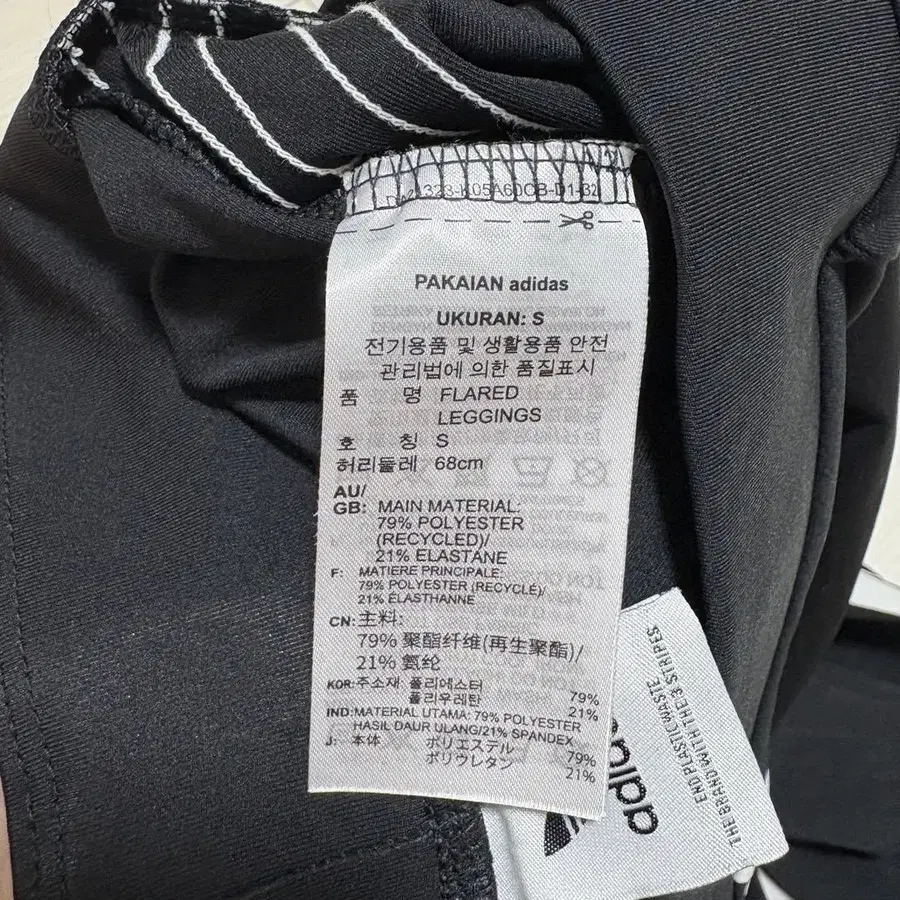 PAKAIAN adidas
UKURAN: S
전기용품 및 생활용품 안전
관리법에 의한 품질표시
품 명 FLARED
LEGGINGS
호 칭 S
허리둘레 68cm
AU/
GB: MAIN MATERIAL:
79% POLYESTER
(RECYCLED)/
21% ELASTANE
F: MATIERE PRINCIPALE:
79% POLYESTER (RECYCLÉ)/
21% ÉLASTHANNE
CN: 主料:
79% 聚酯纤维(再生聚酯)/
21% 氨纶
KOR: 주소재 폴리에스터 79%
폴리우레탄 21%
IND: MATERIAL UTAMA: 79% POLYESTER
HASIL DAUR ULANG/21% SPANDEX
J: 本体 ポリエステル 79%
ポリウレタン 21%
adidas
END PLASTIC WASTE
THE BRAND WITH THE 3 STRIPES